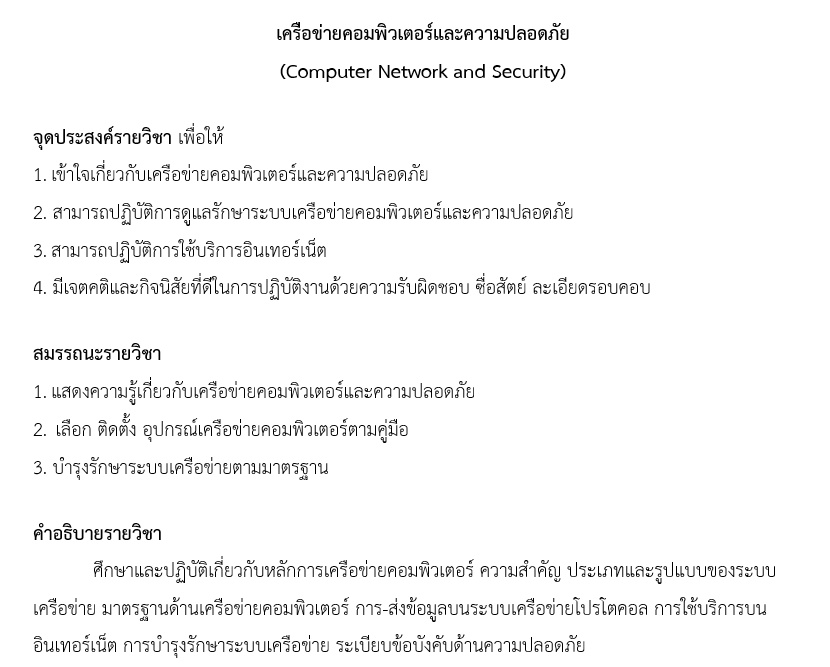 เครือข่ายคอมพิวเตอร์และความปลอดภัย
(Computer Network and Security)
จุดประสงค์รายวิชา เพื่อให้
1. เข้าใจเกี่ยวกับเครือข่ายคอมพิวเตอร์และความปลอดภัย
2. สามารถปฏิบัติการดูแลรักษาระบบเครือข่ายคอมพิวเตอร์และความปลอดภัย
3. สามารถปฏิบัติการใช้บริการอินเทอร์เน็ต
4. มีเจตคติและกิจนิสัยที่ดีในการปฏิบัติงานด้วยความรับผิดชอบ ซื่อสัตย์ ละเอียดรอบคอบ
สมรรถนะรายวิชา
1. แสดงความรู้เกี่ยวกับเครือข่ายคอมพิวเตอร์และความปลอดภัย
2. เลือก ติดตั้ง อุปกรณ์เครือข่ายคอมพิวเตอร์ตามคู่มือ
3. บำรุงรักษาระบบเครือข่ายตามมาตรฐาน
คำอธิบายรายวิชา
ศึกษาและปฏิบัติเกี่ยวกับหลักการเครือข่ายคอมพิวเตอร์ ความสำคัญ ประเภทและรูปแบบของระบบ
เครือข่าย มาตรฐานด้านเครือข่ายคอมพิวเตอร์ การ-ส่งข้อมูลบนระบบเครือข่ายโปรโตคอล การใช้บริการบน
อินเทอร์เน็ต การบำรุงรักษาระบบเครือข่าย ระเบียบข้อบังคับด้านความปลอดภัย